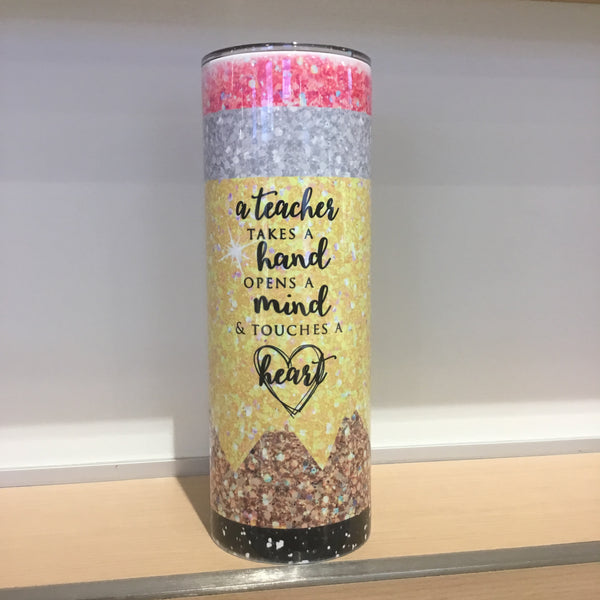 a teacher
TAKES A
hand
OPENS A
mind
& TOUCHES A
heart